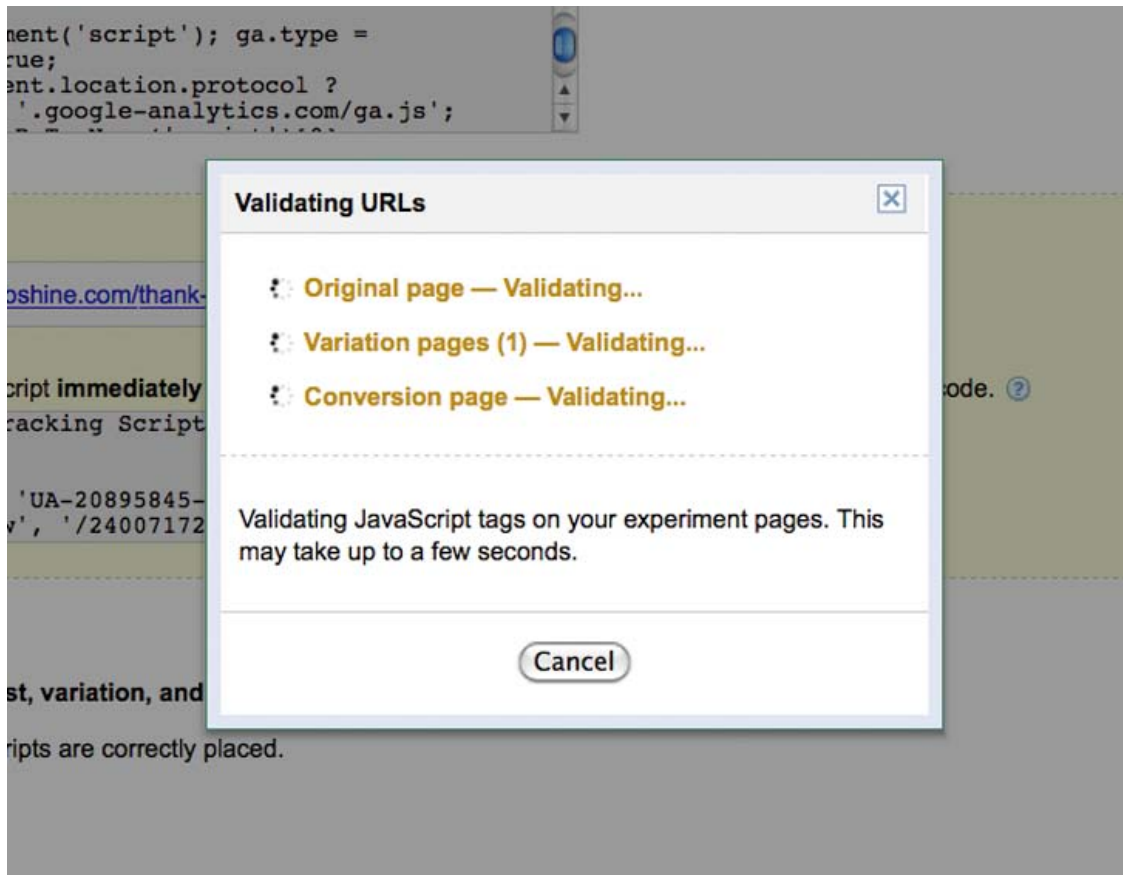 ment('script'); ga.type =
rue;
ent.location.protocol ?
'.google-analytics.com/ga.js';
Validating URLs
Original page — Validating...
Variation pages (1) — Validating...
Conversion page — Validating...
oshine.com/thank-
cript immediately
ode.
racking Script
'UA-20895845-
', '/24007172
Validating JavaScript tags on your experiment pages. This
may take up to a few seconds.
Cancel
st, variation, and
ripts are correctly placed.